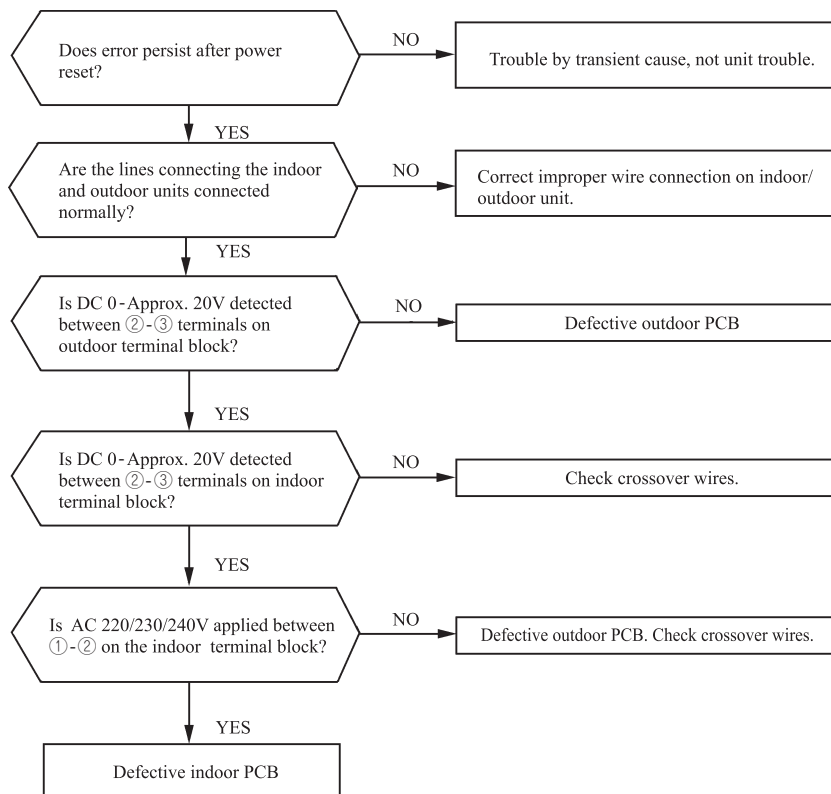 Does error persist after power
reset?
NO
Trouble by transient cause, not unit trouble.
YES
Are the lines connecting the indoor
and outdoor units connected
normally?
NO
Correct improper wire connection on indoor/
outdoor unit.
YES
Is DC 0-Approx. 20V detected
between ②-③ terminals on
outdoor terminal block?
NO
Defective outdoor PCB
YES
Is DC 0-Approx. 20V detected
between ②-③ terminals on indoor
terminal block?
NO
Check crossover wires.
YES
Is AC 220/230/240V applied between
①-② on the indoor terminal block?
NO
Defective outdoor PCB. Check crossover wires.
YES
Defective indoor PCB